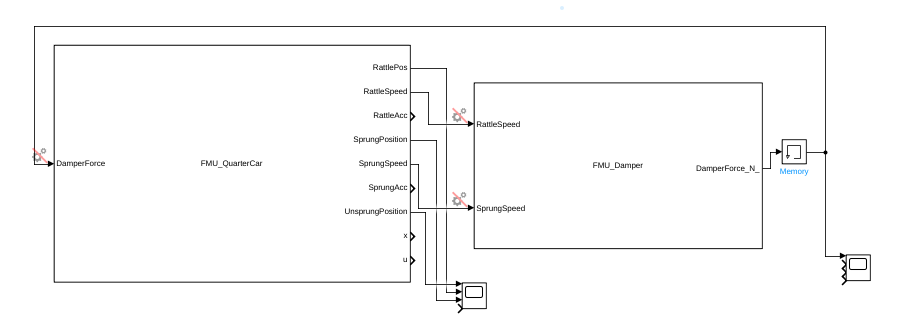 RattlePos
RattleSpeed
RattleAcc
SprungPosition
SprungSpeed
SprungAcc
UnsprungPosition
x
u
DamperForce
FMU_QuarterCar
RattleSpeed
SprungSpeed
FMU_Damper
DamperForce_N_
Memory